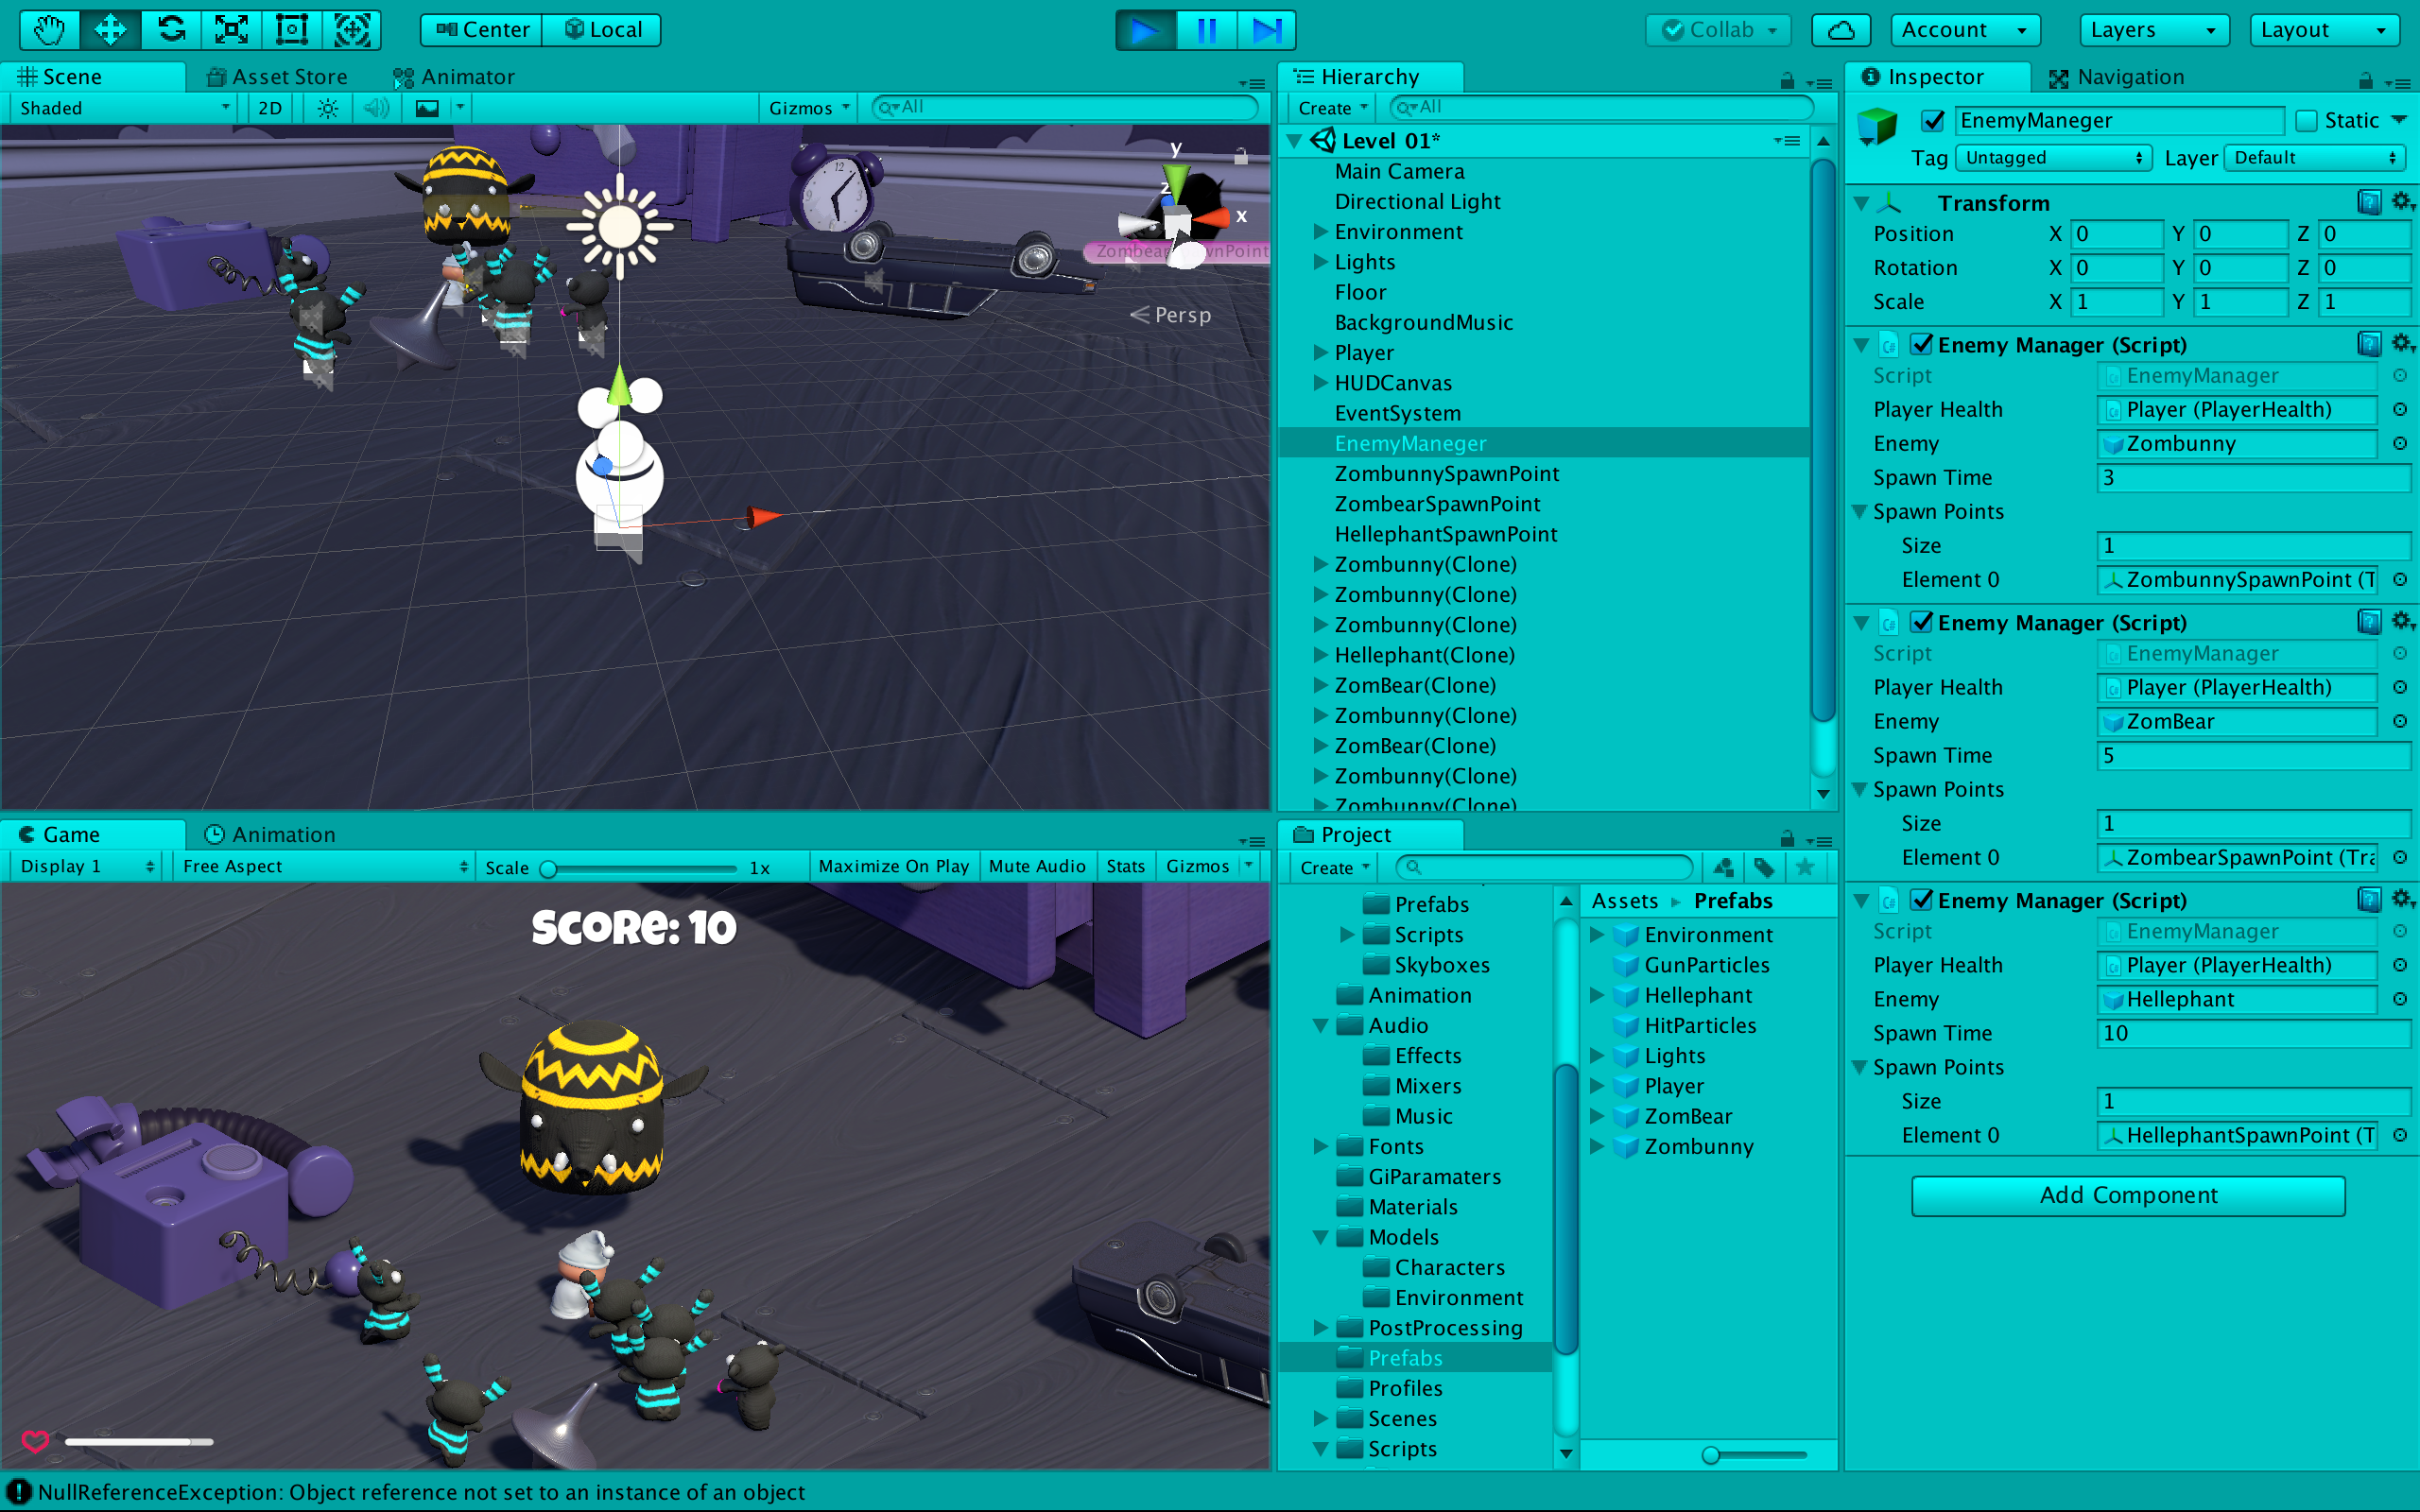 Center Local Collab Account Layers Layout
Scene Asset Store Animator
Shaded 2D Gizmos All
y
z
x
Persp
SCORE: 10
Hierarchy
Create All
Level 01*
Main Camera
Directional Light
Environment
Lights
Floor
BackgroundMusic
Player
HUDCanvas
EventSystem
EnemyManeger
ZombunnySpawnPoint
ZombearSpawnPoint
HellephantSpawnPoint
Zombunny(Clone)
Zombunny(Clone)
Zombunny(Clone)
Hellephant(Clone)
ZomBear(Clone)
Zombunny(Clone)
ZomBear(Clone)
Zombunny(Clone)
Zombunny(Clone)
Game Animation
Display 1 Free Aspect Scale 1x Maximize On Play Mute Audio Stats Gizmos
Project
Create
Prefabs
Scripts
Skyboxes
Animation
Audio
Effects
Mixers
Music
Fonts
GiParamaters
Materials
Models
Characters
Environment
PostProcessing
Prefabs
Profiles
Scenes
Scripts
Assets Prefabs
Environment
GunParticles
Hellephant
HitParticles
Lights
Player
ZomBear
Zombunny
Inspector Navigation
EnemyManeger Static
Tag Untagged Layer Default
Transform
Position X 0 Y 0 Z 0
Rotation X 0 Y 0 Z 0
Scale X 1 Y 1 Z 1
Enemy Manager (Script)
Script EnemyManager
Player Health Player (PlayerHealth)
Enemy Zombunny
Spawn Time 3
Spawn Points
Size 1
Element 0 ZombunnySpawnPoint (T
Enemy Manager (Script)
Script EnemyManager
Player Health Player (PlayerHealth)
Enemy ZomBear
Spawn Time 5
Spawn Points
Size 1
Element 0 ZombearSpawnPoint (Tra
Enemy Manager (Script)
Script EnemyManager
Player Health Player (PlayerHealth)
Enemy Hellephant
Spawn Time 10
Spawn Points
Size 1
Element 0 HellephantSpawnPoint (T
Add Component
NullReferenceException: Object reference not set to an instance of an object